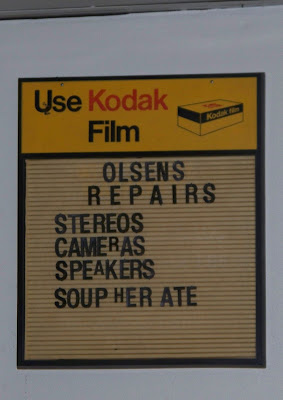 Use Kodak
Film
Kodak film
OLSENS
REPAIRS
STEREOS
CAMERAS
SPEAKERS
SOUP HER ATE